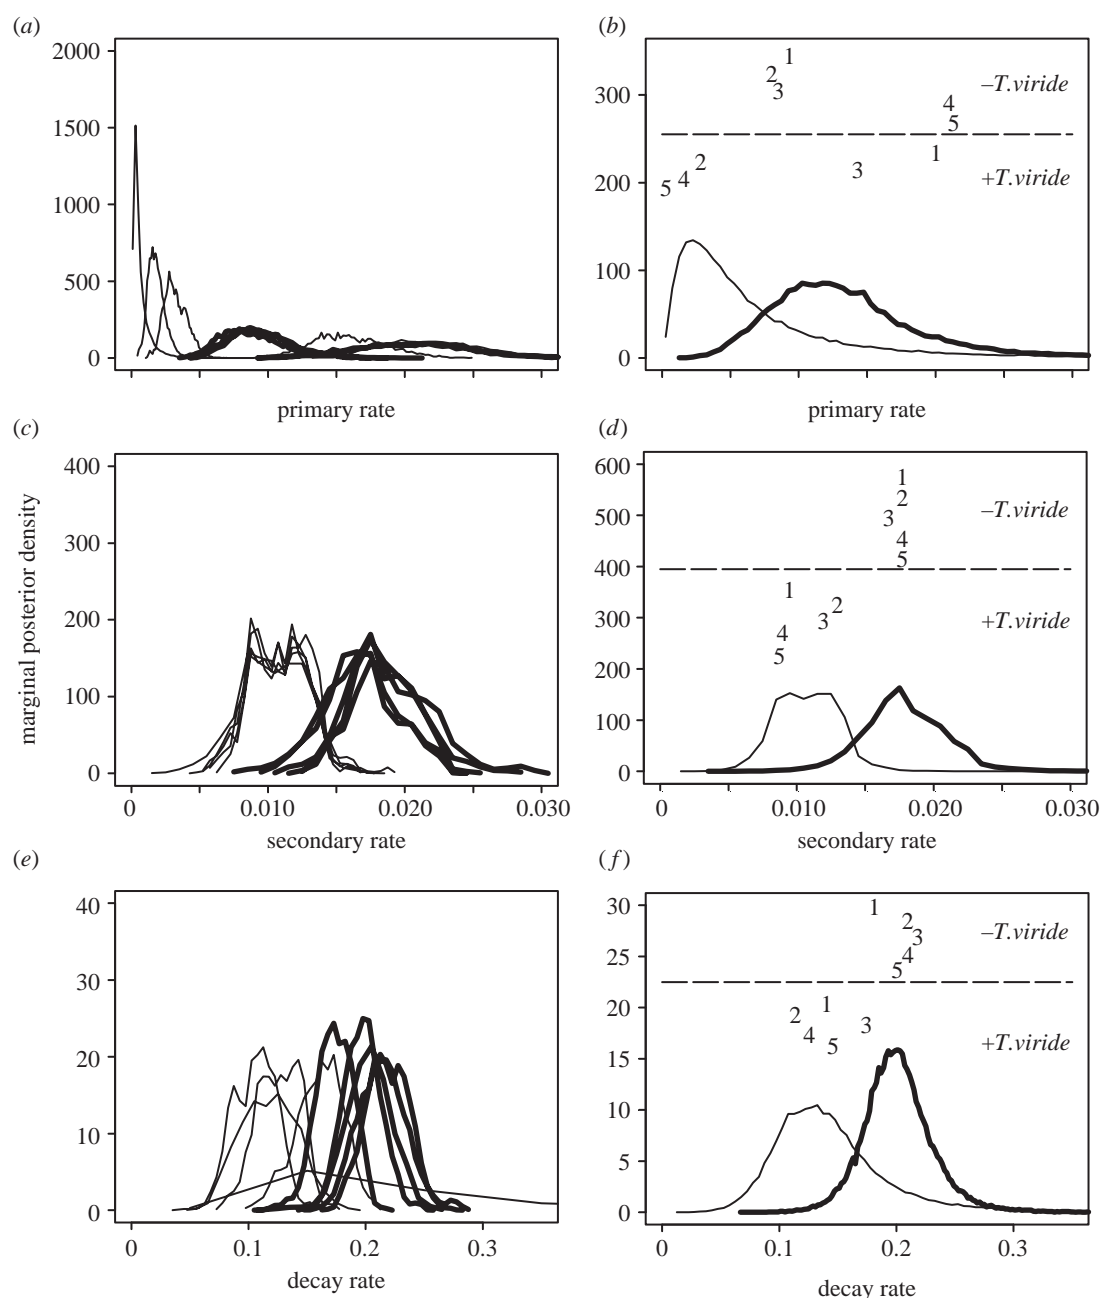 (a)
2000
1500
1000
500
0
primary rate
(b)
300
200
100
0
1
2
3
4
5
–T.viride
1
2
3
4
5
+T.viride
primary rate
(c)
marginal posterior density
400
300
200
100
0
0 0.010 0.020 0.030
secondary rate
(d)
600
500
400
300
200
100
0
1
2
3
4
5
–T.viride
1
2
3
4
5
+T.viride
0 0.010 0.020 0.030
secondary rate
(e)
40
30
20
10
0
0 0.1 0.2 0.3
decay rate
(f)
30
25
20
15
10
5
0
1
2
3
4
5
–T.viride
1
2
3
4
5
+T.viride
0 0.1 0.2 0.3
decay rate